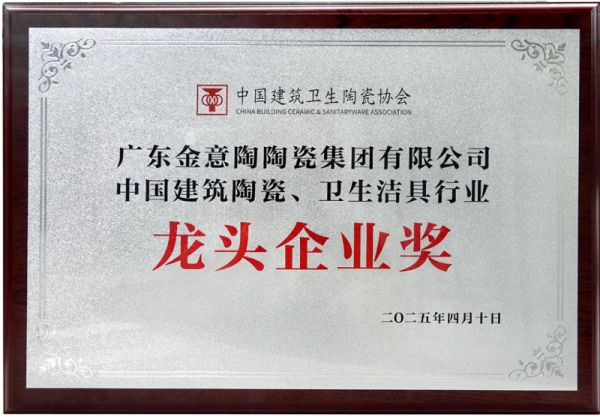 中国建筑卫生陶瓷协会
CHINA BUILDING CERAMIC & SANITARYWARE ASSOCIATION
广东金意陶陶瓷集团有限公司
中国建筑陶瓷、卫生洁具行业
龙头企业奖
二〇二五年四月十日